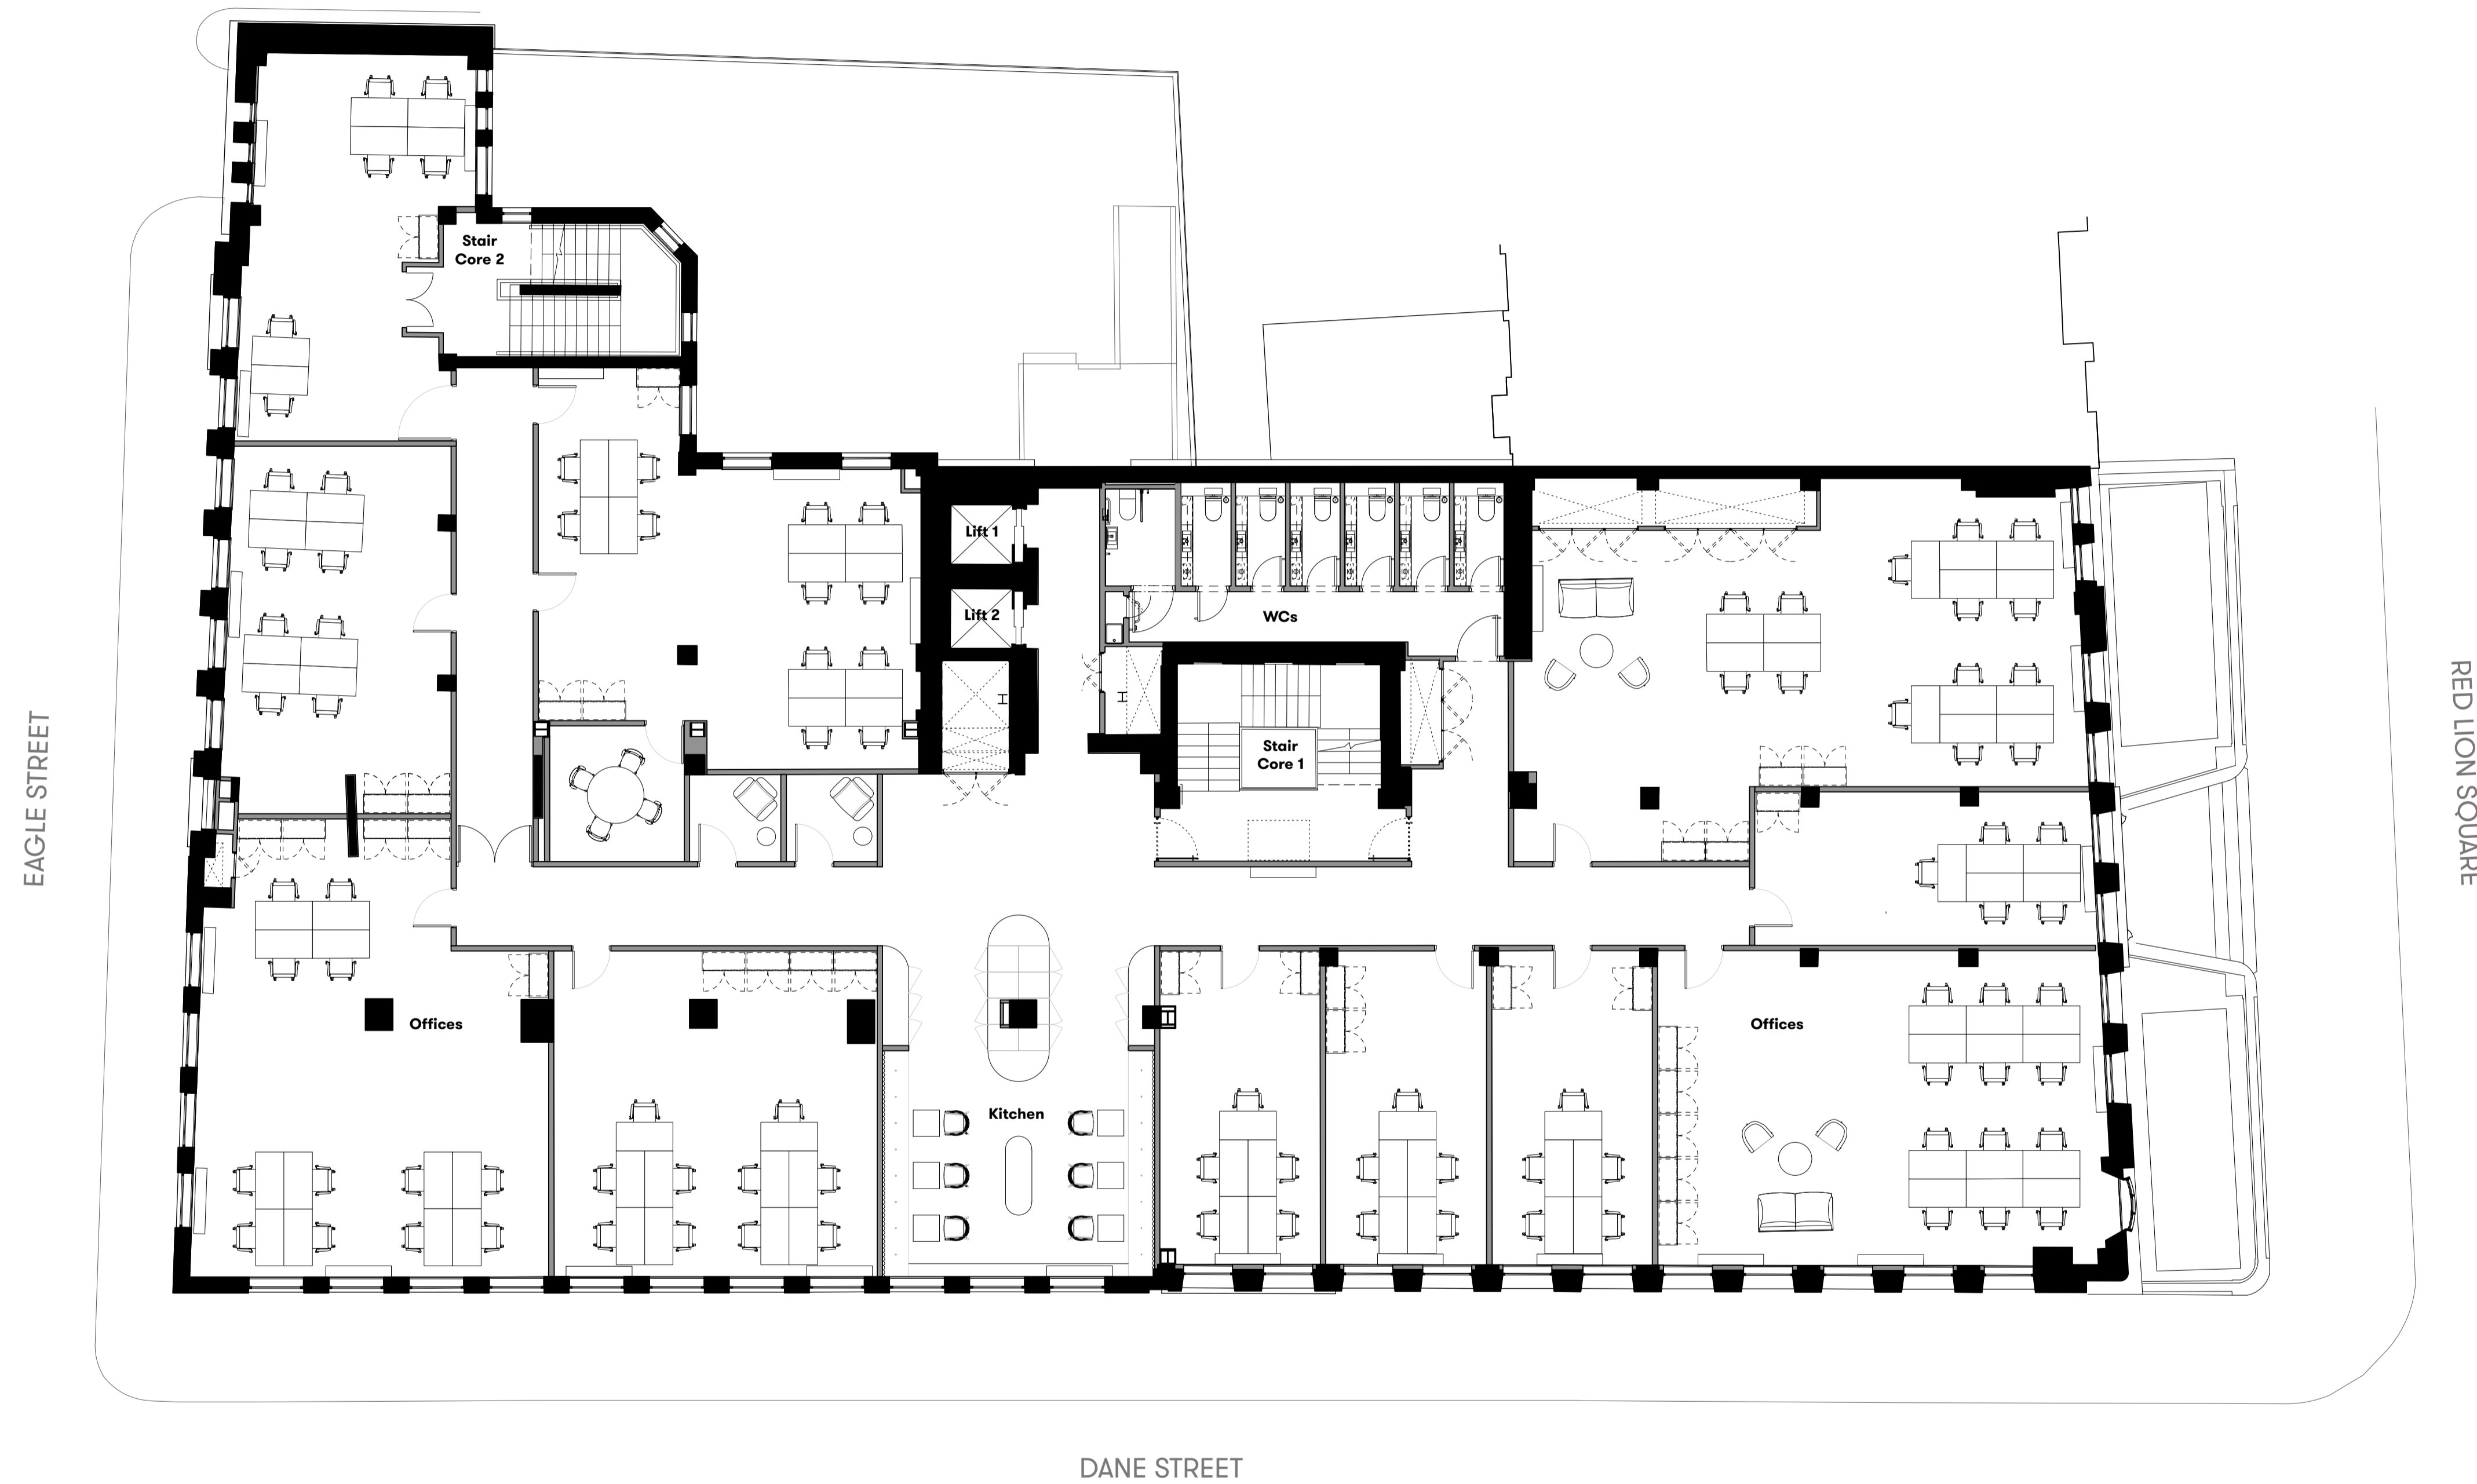 Stair
Core 2
Lift 1
Lift 2
WCs
Stair
Core 1
EAGLE STREET
RED LION SQUARE
Offices
Offices
Kitchen
DANE STREET